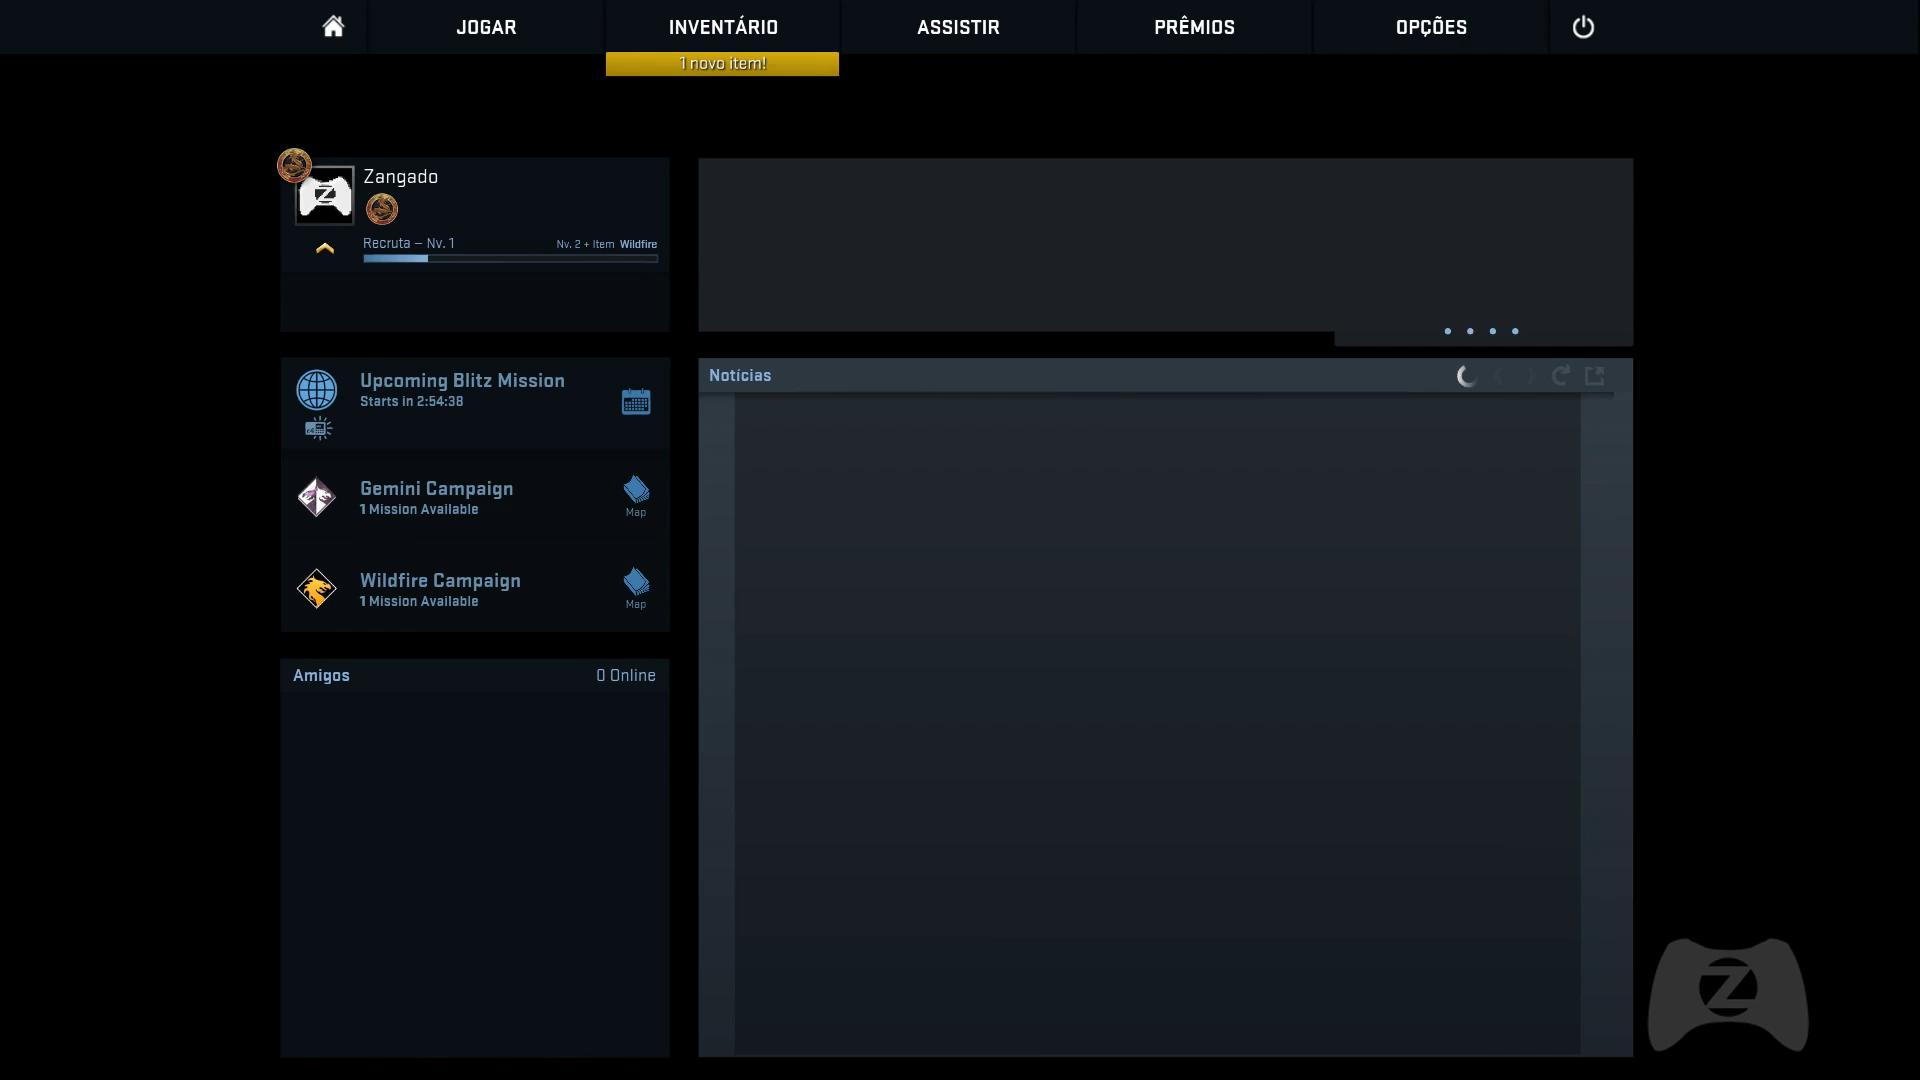 JOGAR
INVENTÁRIO
ASSISTIR
PRÊMIOS
OPÇÕES
1 novo item!
Zangado
Recruta – Nv. 1
Nv. 2 + Item Wildfire
Upcoming Blitz Mission
Starts in 2:54:38
Gemini Campaign
1 Mission Available
Map
Wildfire Campaign
1 Mission Available
Map
Amigos
0 Online
Notícias
Z
Z